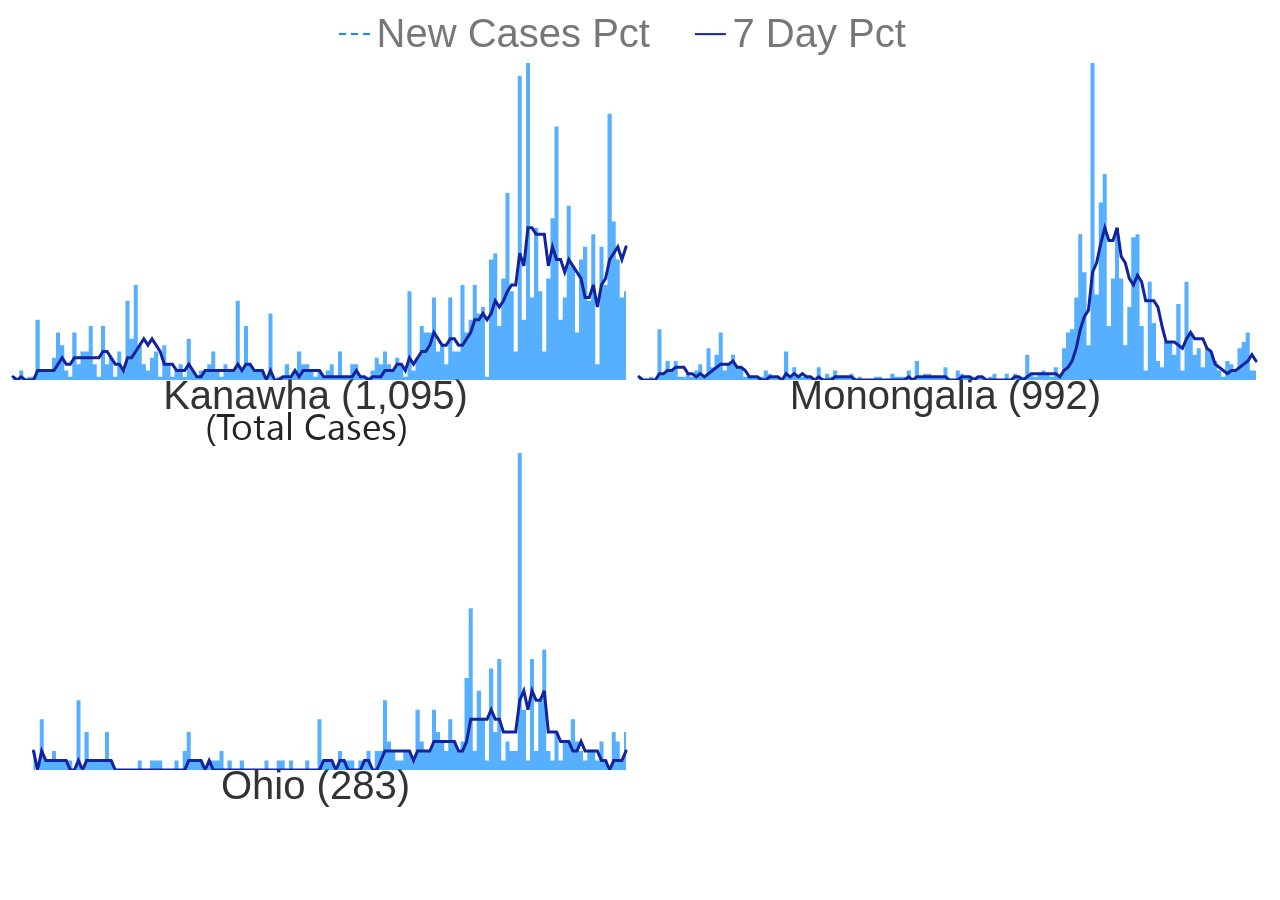 New Cases Pct 7 Day Pct
Kanawha (1,095)
(Total Cases)
Monongalia (992)
Ohio (283)